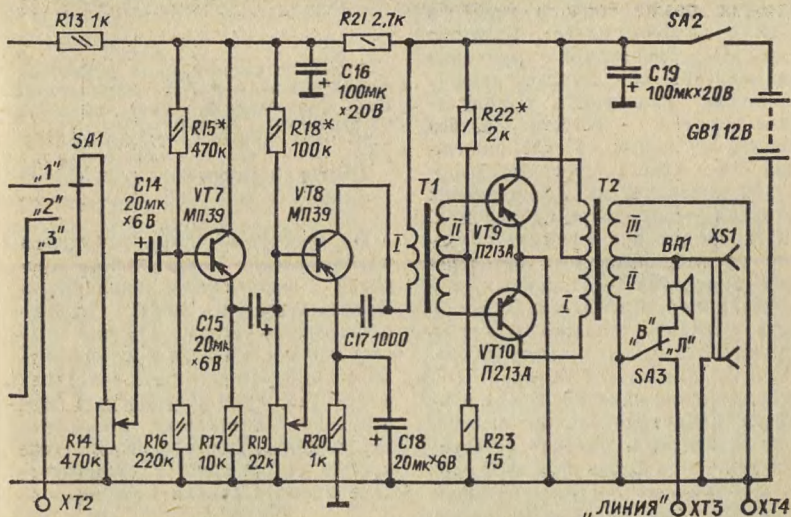 R13 1к
R21 2,7к
SA2
C16
100мк
×20В
C19
100мк×20В
GB1 12В
R15*
470к
R18*
100к
R22*
2к
SA1
„1"
„2"
„3"
C14
20мк
×6В
VT7
МП39
VT8
МП39
T1
I
II
VT9
П213А
T2
I
III
II
BA1
XS1
C15
20мк
×6В
C17 1000
VT10
П213А
„В"
„Л"
SA3
R14
470к
R16
220к
R17
10к
R19
22к
R20
1к
C18
20мк×6В
R23
15
XT2
„ЛИНИЯ"
XT3
XT4